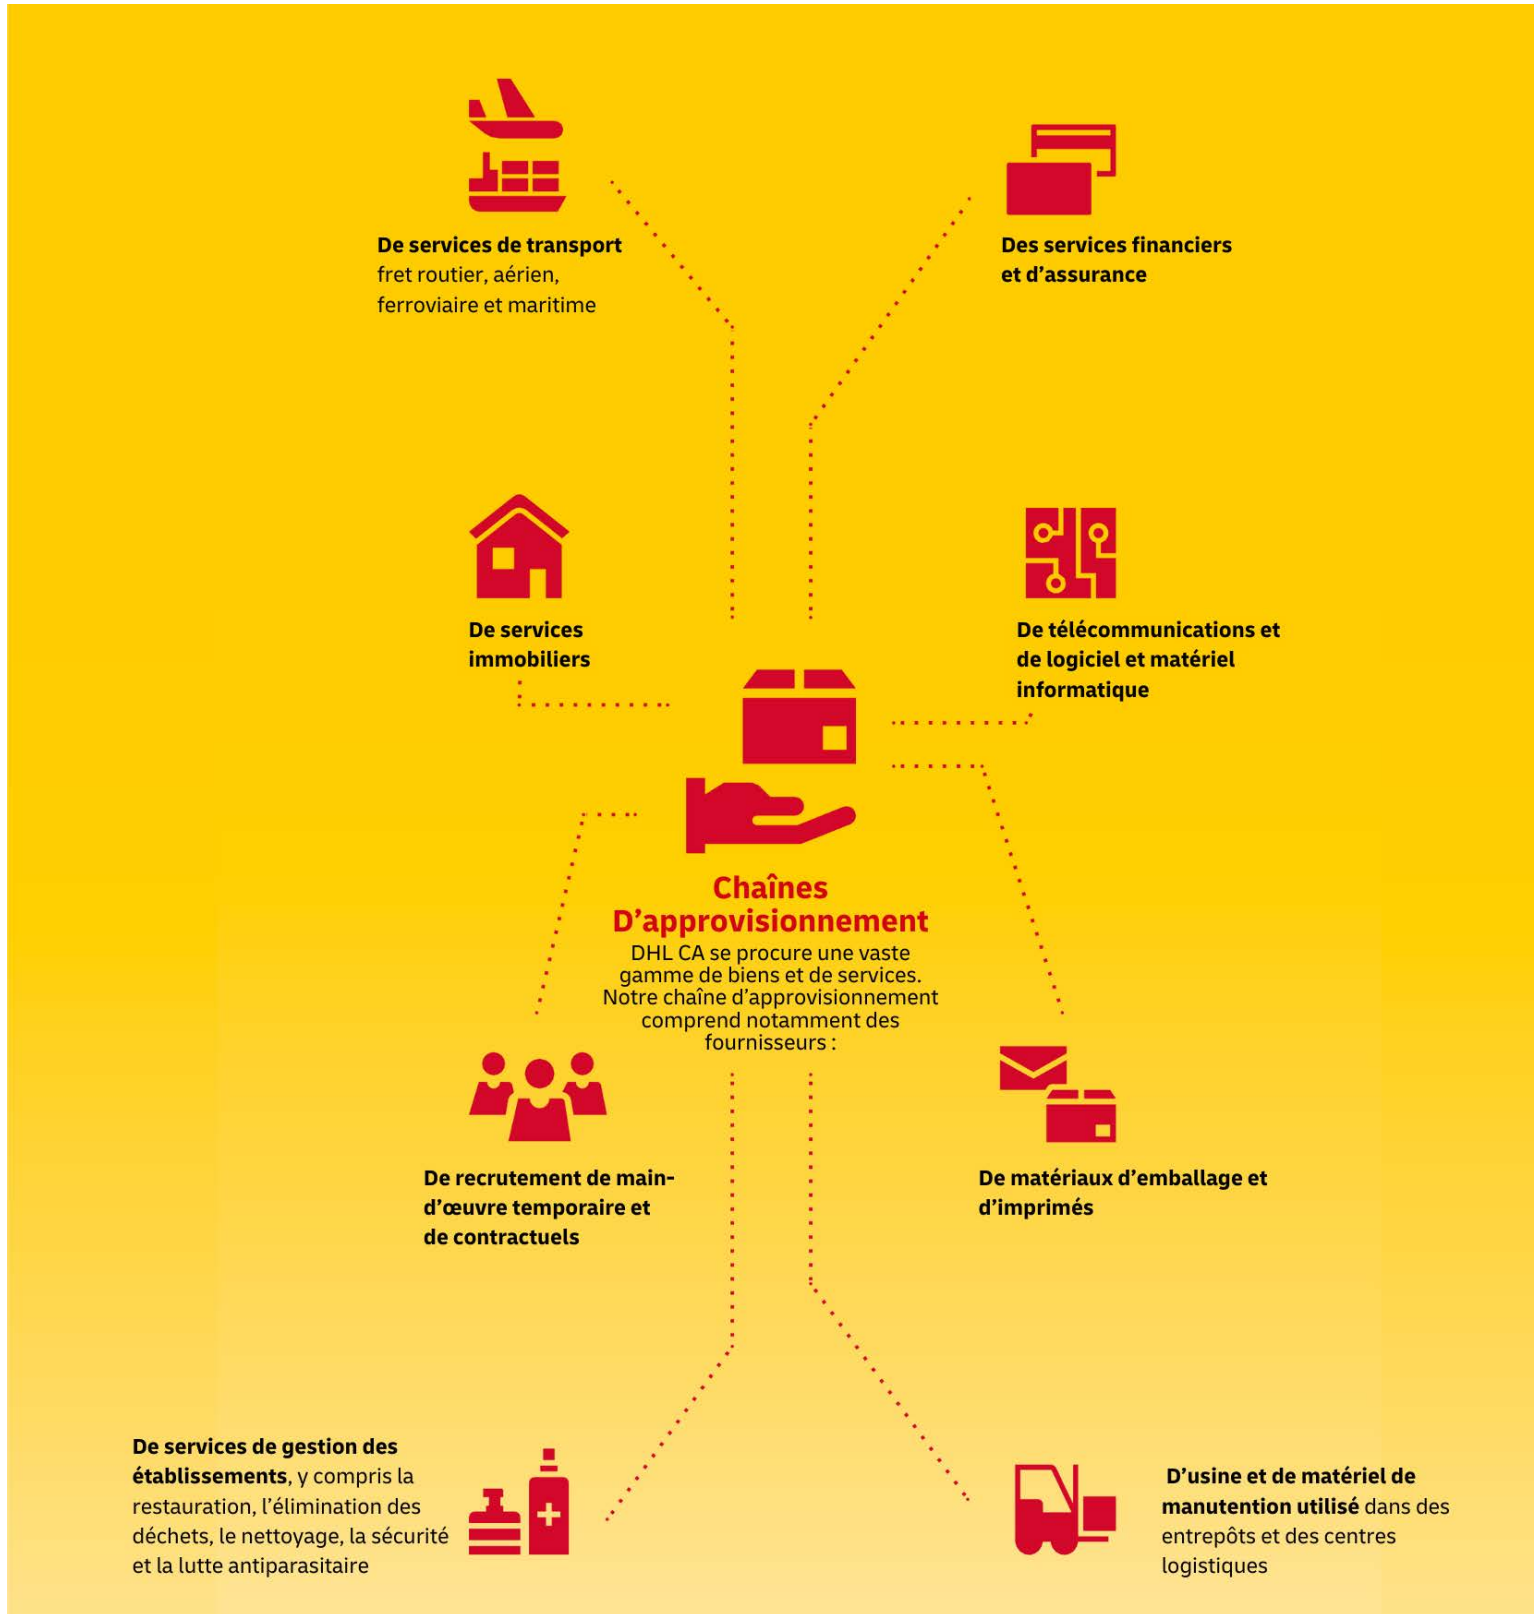 De services de transport
fret routier, aérien,
ferroviaire et maritime
Des services financiers
et d’assurance
De services
immobiliers
De télécommunications et
de logiciel et matériel
informatique
Chaînes
D’approvisionnement
DHL CA se procure une vaste
gamme de biens et de services.
Notre chaîne d’approvisionnement
comprend notamment des
fournisseurs :
De recrutement de main-
d’œuvre temporaire et
de contractuels
De matériaux d’emballage et
d’imprimés
De services de gestion des
établissements, y compris la
restauration, l’élimination des
déchets, le nettoyage, la sécurité
et la lutte antiparasitaire
D’usine et de matériel de
manutention utilisé dans des
entrepôts et des centres
logistiques